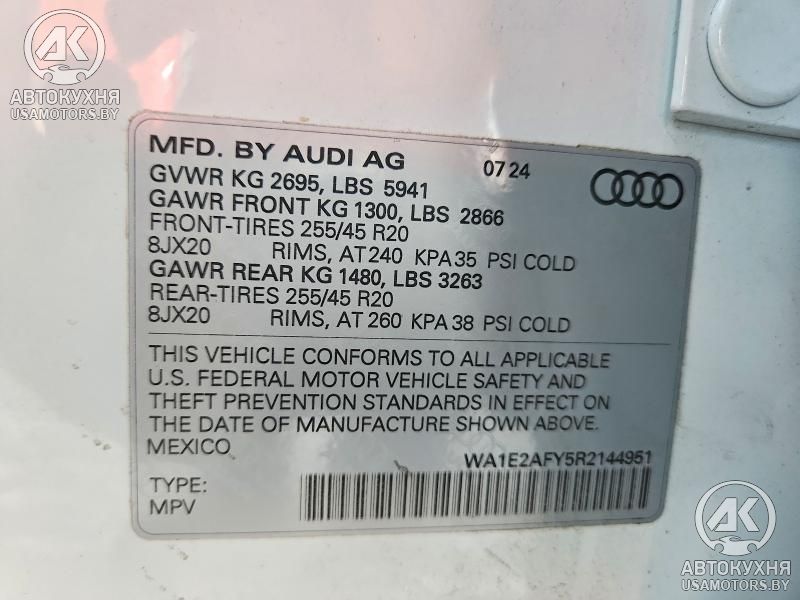 AK
АВТОКУХНЯ
USAMOTORS.BY
MFD. BY AUDI AG 07 24
GVWR KG 2695, LBS 5941
GAWR FRONT KG 1300, LBS 2866
FRONT-TIRES 255/45 R20
8JX20 RIMS, AT 240 KPA 35 PSI COLD
GAWR REAR KG 1480, LBS 3263
REAR-TIRES 255/45 R20
8JX20 RIMS, AT 260 KPA 38 PSI COLD
THIS VEHICLE CONFORMS TO ALL APPLICABLE
U.S. FEDERAL MOTOR VEHICLE SAFETY AND
THEFT PREVENTION STANDARDS IN EFFECT ON
THE DATE OF MANUFACTURE SHOWN ABOVE.
MEXICO
WA1E2AFY5R2144951
TYPE:
MPV
AK
АВТОКУХНЯ
USAMOTORS.BY